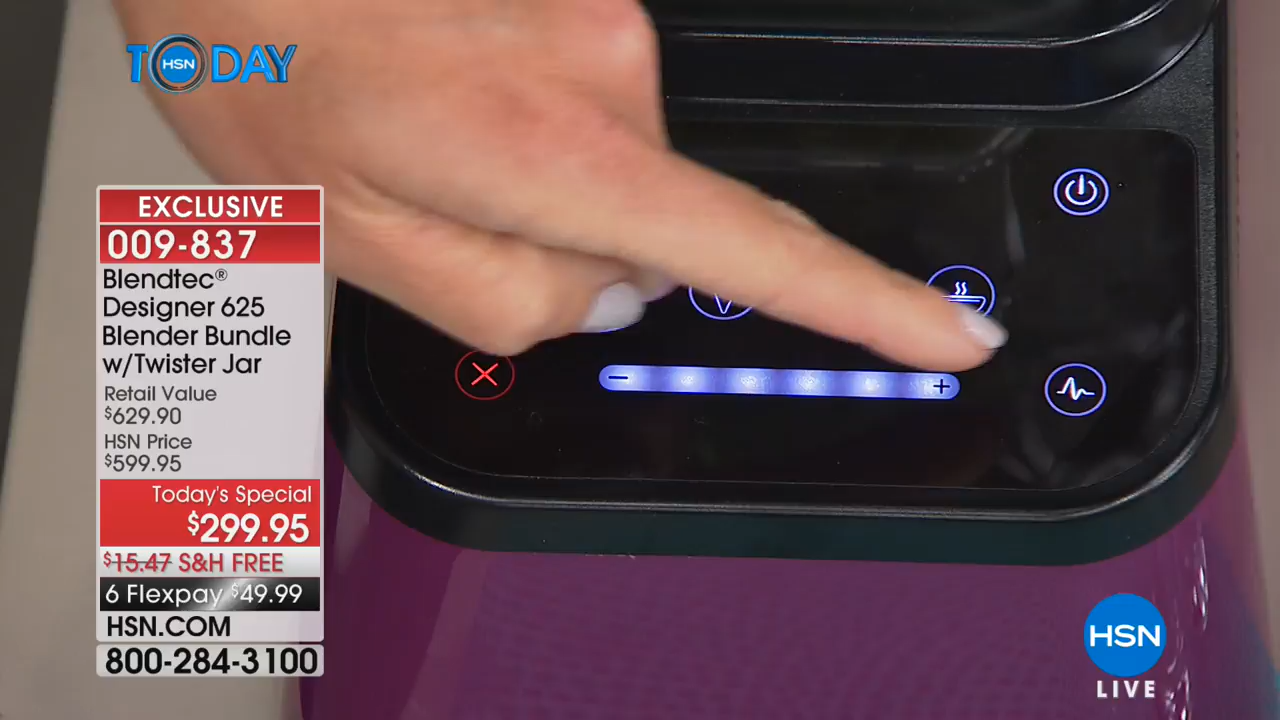 HSN TODAY
EXCLUSIVE
009-837
Blendtec®
Designer 625
Blender Bundle
w/Twister Jar
Retail Value
$629.90
HSN Price
$599.95
Today's Special
$299.95
$15.47 S&H FREE
6 Flexpay $49.99
HSN.COM
800-284-3100
− +
HSN
LIVE